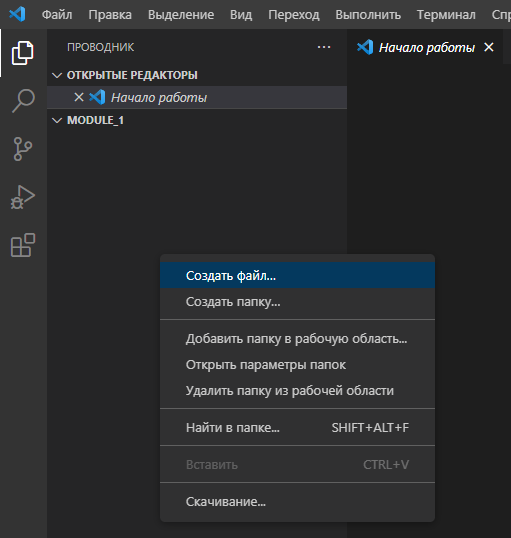 Файл Правка Выделение Вид Переход Выполнить Терминал Спр
ПРОВОДНИК ...
Начало работы
ОТКРЫТЫЕ РЕДАКТОРЫ
Начало работы
MODULE_1
Создать файл...
Создать папку...
Добавить папку в рабочую область...
Открыть параметры папок
Удалить папку из рабочей области
Найти в папке... SHIFT+ALT+F
Вставить CTRL+V
Скачивание...